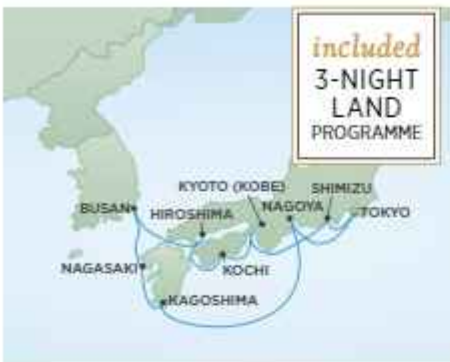 included
3-NIGHT
LAND
PROGRAMME
KYOTO (KOBE)
SHIMIZU
BUSAN
HIROSHIMA
NAGOYA
TOKYO
NAGASAKI
KOCHI
KAGOSHIMA